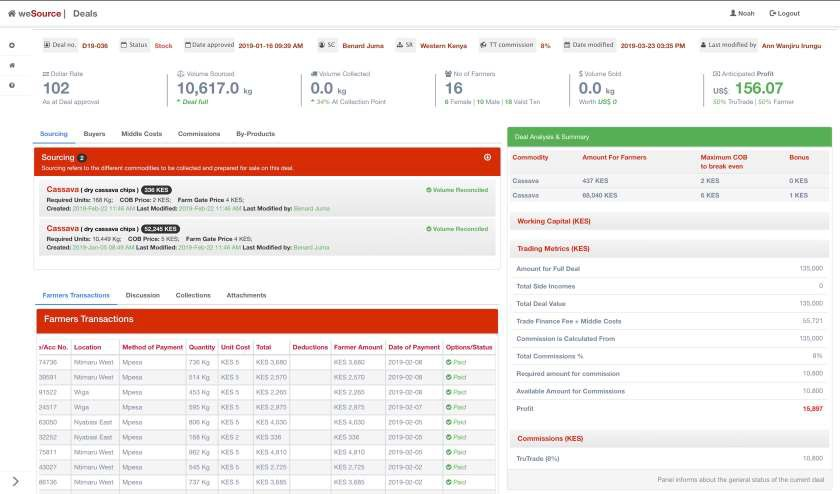 weSource | Deals
Noah Logout
Deal no. D19-036 Status Stock Date approved 2019-01-16 09:39 AM SC Benard Juma SR Western Kenya TT commission 8% Date modified 2019-03-23 03:35 PM Last modified by Ann Wanjiru Irungu
Dollar Rate
102
As at Deal approval
Volume Sourced
10,617.0 kg
* Deal full
Volume Collected
0.0 kg
* 34% At Collection Point
No of Farmers
16
6 Female | 10 Male | 16 Valid Txn
Volume Sold
0.0 kg
Worth US$ 0
Anticipated Profit
US$ 156.07
50% TruTrade | 50% Farmer
Sourcing Buyers Middle Costs Commissions By-Products
Sourcing 2
Sourcing refers to the different commodities to be collected and prepared for sale on this deal.
Cassava ( dry cassava chips ) 336 KES Volume Reconciled
Required Units: 168 Kg; COB Price: 2 KES; Farm Gate Price 4 KES;
Created: 2019-Feb-22 11:46 AM Last Modified: 2019-Feb-22 11:46 AM Last Modified by: Benard Juma
Cassava ( dry cassava chips ) 52,245 KES Volume Reconciled
Required Units: 10,449 Kg; COB Price: 5 KES; Farm Gate Price 4 KES;
Created: 2019-Jan-05 08:49 AM Last Modified: 2019-Feb-22 11:46 AM Last Modified by: Benard Juma
Farmers Transactions Discussion Collections Attachments
Farmers Transactions
x/Acc No. Location Method of Payment Quantity Unit Cost Total Deductions Farmer Amount Date of Payment Options/Status
74736 Ntimaru West Mpesa 736 Kg KES 5 KES 3,680 KES 3,680 2019-02-08 Paid
39591 Ntimaru West Mpesa 514 Kg KES 5 KES 2,570 KES 2,570 2019-02-08 Paid
91522 Wiga Mpesa 453 Kg KES 5 KES 2,265 KES 2,265 2019-02-08 Paid
24517 Wiga Mpesa 595 Kg KES 5 KES 2,975 KES 2,975 2019-02-07 Paid
63050 Nyabasi East Mpesa 806 Kg KES 5 KES 4,030 KES 4,030 2019-02-05 Paid
32252 Nyabasi East Mpesa 168 Kg KES 2 KES 336 KES 336 2019-02-05 Paid
75811 Ntimaru West Mpesa 962 Kg KES 5 KES 4,810 KES 4,810 2019-02-05 Paid
43027 Ntimaru West Mpesa 545 Kg KES 5 KES 2,725 KES 2,725 2019-02-02 Paid
86136 Ntimaru West Mpesa 737 Kg KES 5 KES 3,685 KES 3,685 2019-02-02 Paid
Deal Analysis & Summary
Commodity Amount For Farmers Maximum COB to break even Bonus
Cassava 437 KES 2 KES 0 KES
Cassava 68,040 KES 6 KES 1 KES
Working Capital (KES)
Trading Metrics (KES)
Amount for Full Deal 135,000
Total Side Incomes 0
Total Deal Value 135,000
Trade Finance Fee + Middle Costs 55,721
Commission is Calculated From 135,000
Total Commissions % 8%
Required amount for commission 10,800
Available Amount for Commissions 10,800
Profit 15,897
Commissions (KES)
TruTrade (8%) 10,800
Panel informs about the general status of the current deal